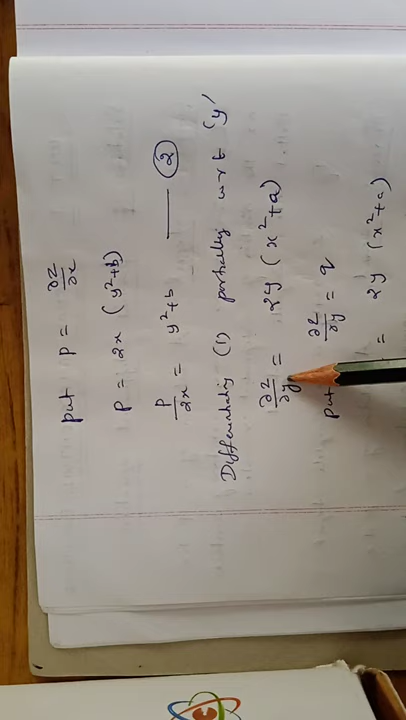 put p = ∂z/∂x
p = 2x (y²+b)
p/2x = y²+b —— (2)
Differentiating (1) partially w.r.t 'y'
∂z/∂y = 2y (x²+a)
put ∂z/∂y = q
= 2y (x²+a)